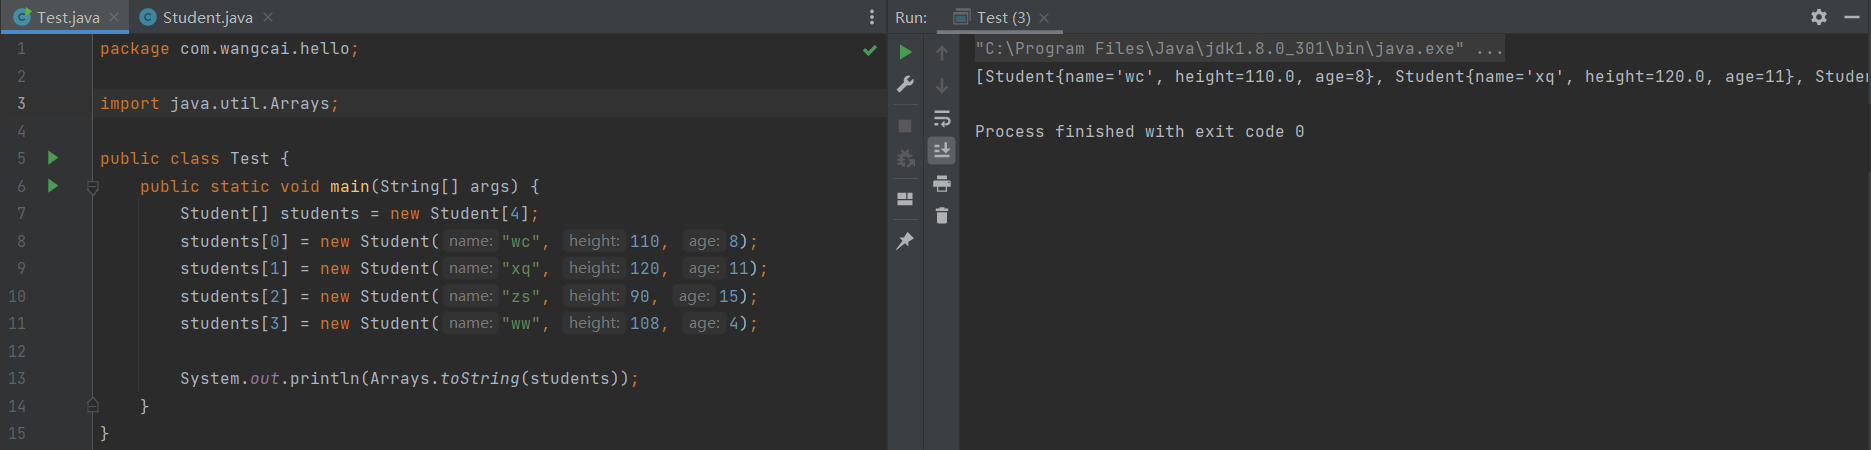 Test.java
Student.java
Run:
Test (3)
1 package com.wangcai.hello;
2
3 import java.util.Arrays;
4
5 public class Test {
6 public static void main(String[] args) {
7 Student[] students = new Student[4];
8 students[0] = new Student( name: "wc", height: 110, age: 8);
9 students[1] = new Student( name: "xq", height: 120, age: 11);
10 students[2] = new Student( name: "zs", height: 90, age: 15);
11 students[3] = new Student( name: "ww", height: 108, age: 4);
12
13 System.out.println(Arrays.toString(students));
14 }
15 }
"C:\Program Files\Java\jdk1.8.0_301\bin\java.exe" ...
[Student{name='wc', height=110.0, age=8}, Student{name='xq', height=120.0, age=11}, Stude
Process finished with exit code 0